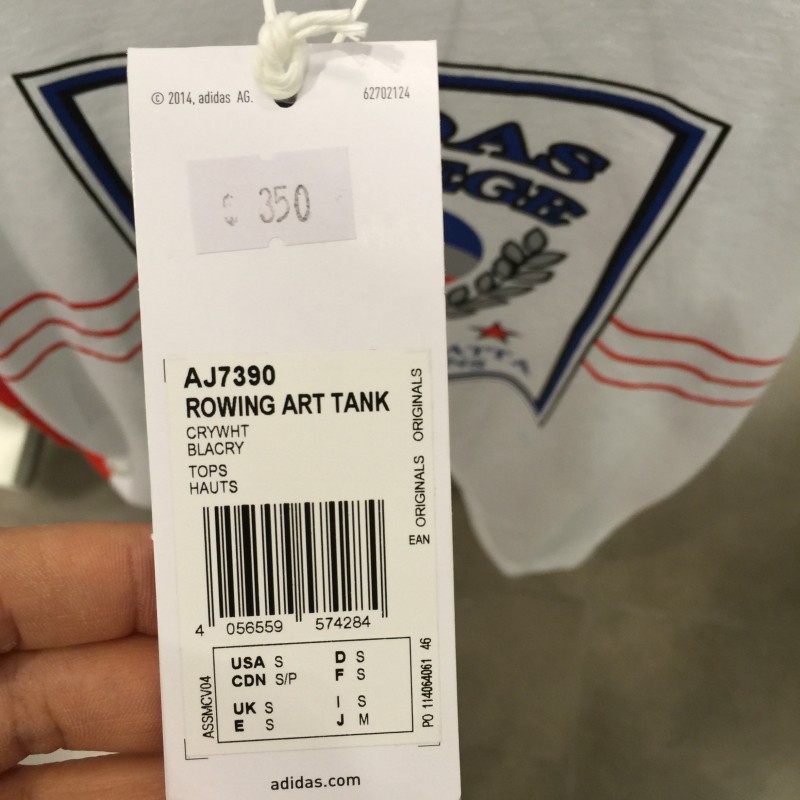 © 2014, adidas AG.
62702124
$ 350
AJ7390
ROWING ART TANK
CRYWHT
BLACRY
TOPS
HAUTS
ORIGINALS
ORIGINALS
EAN
4 056559 574284
USA S
CDN S/P
UK S
E S
D S
F S
I S
J M
ASSMCV04
PO 114064061 46
adidas.com